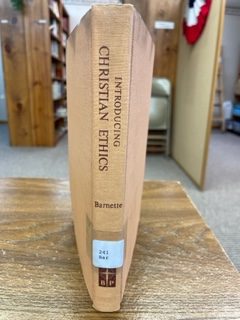 INTRODUCING
CHRISTIAN ETHICS
Barnette
241
Bar
B P